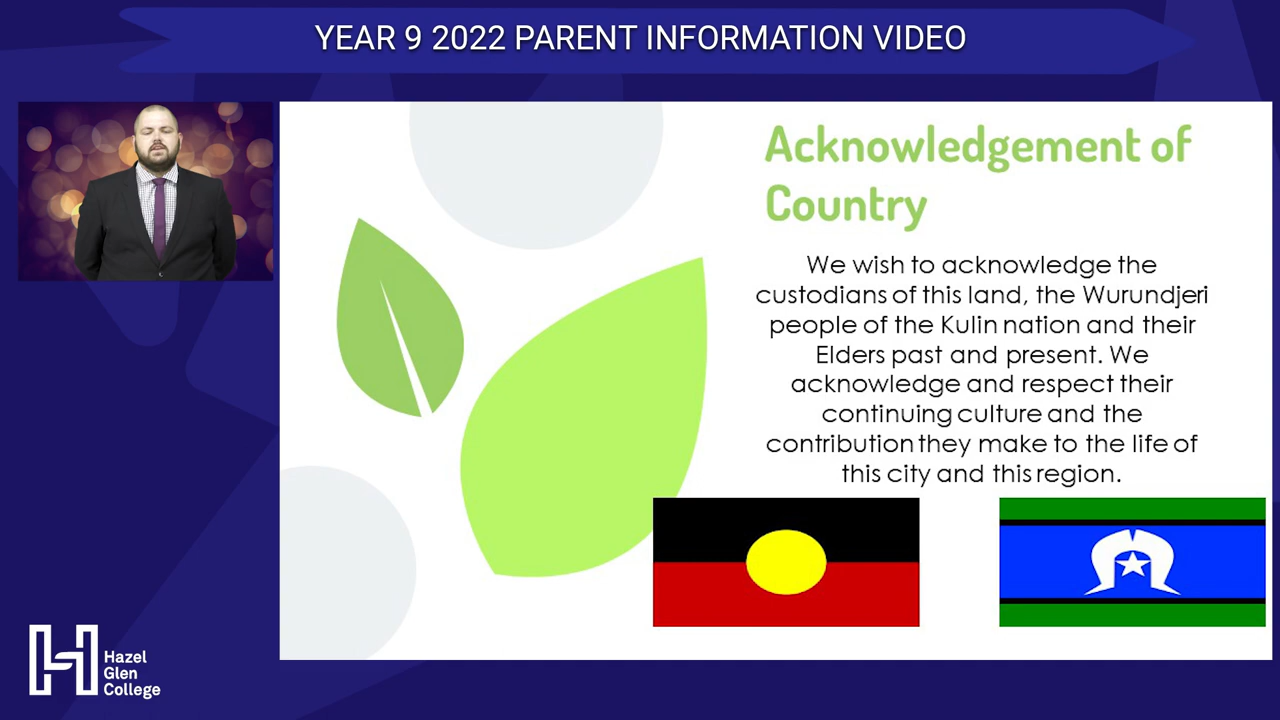 YEAR 9 2022 PARENT INFORMATION VIDEO
Acknowledgement of
Country
We wish to acknowledge the
custodians of this land, the Wurundjeri
people of the Kulin nation and their
Elders past and present. We
acknowledge and respect their
continuing culture and the
contribution they make to the life of
this city and this region.
Hazel
Glen
College